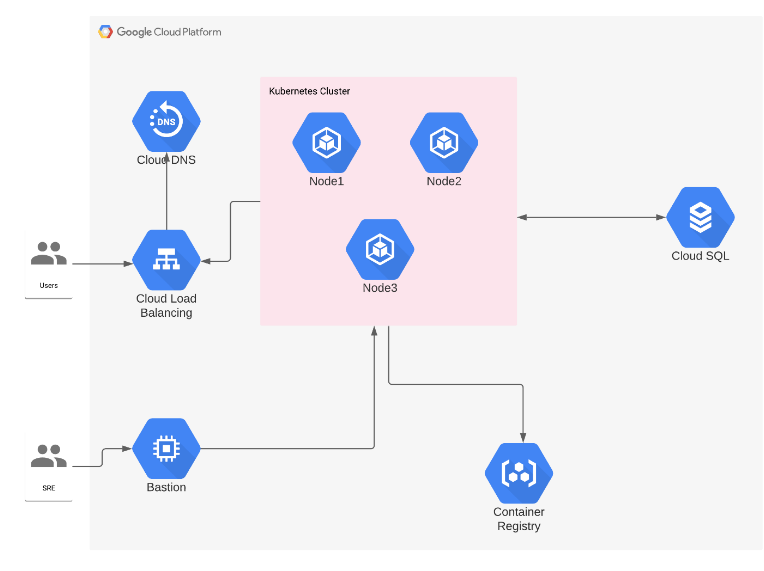 Google Cloud Platform
Kubernetes Cluster
DNS
Cloud DNS
Node1
Node2
Node3
Cloud SQL
Users
Cloud Load
Balancing
SRE
Bastion
Container
Registry